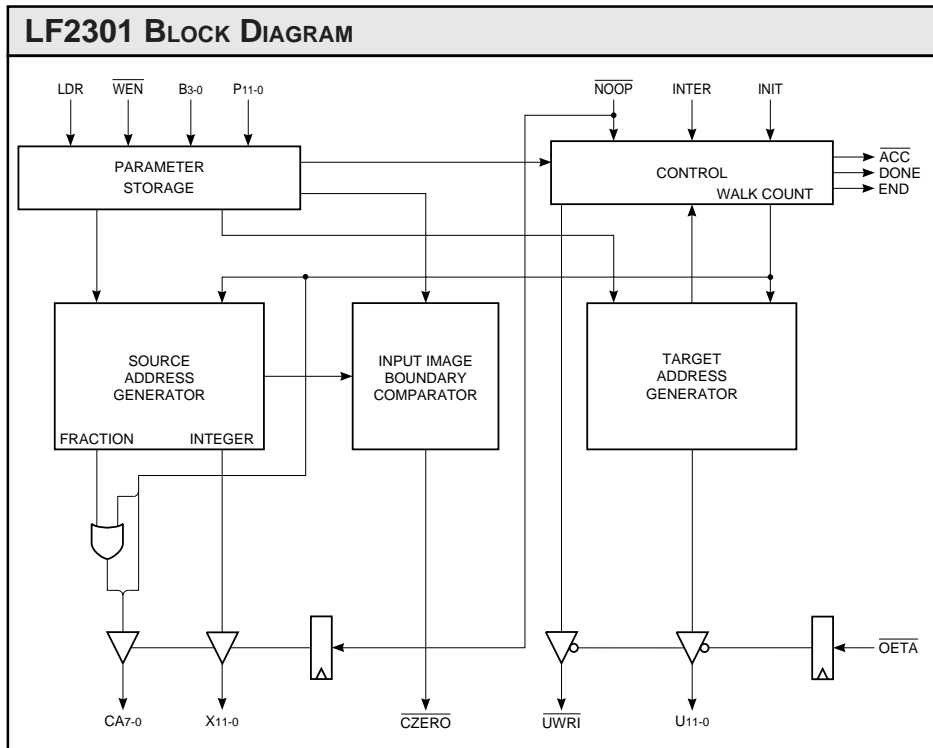 LF2301 BLOCK DIAGRAM
LDR WEN B3-0 P11-0 NOOP INTER INIT
PARAMETER
STORAGE
CONTROL
WALK COUNT
ACC
DONE
END
SOURCE
ADDRESS
GENERATOR
FRACTION INTEGER
INPUT IMAGE
BOUNDARY
COMPARATOR
TARGET
ADDRESS
GENERATOR
OETA
CA7-0 X11-0 CZERO UWRI U11-0